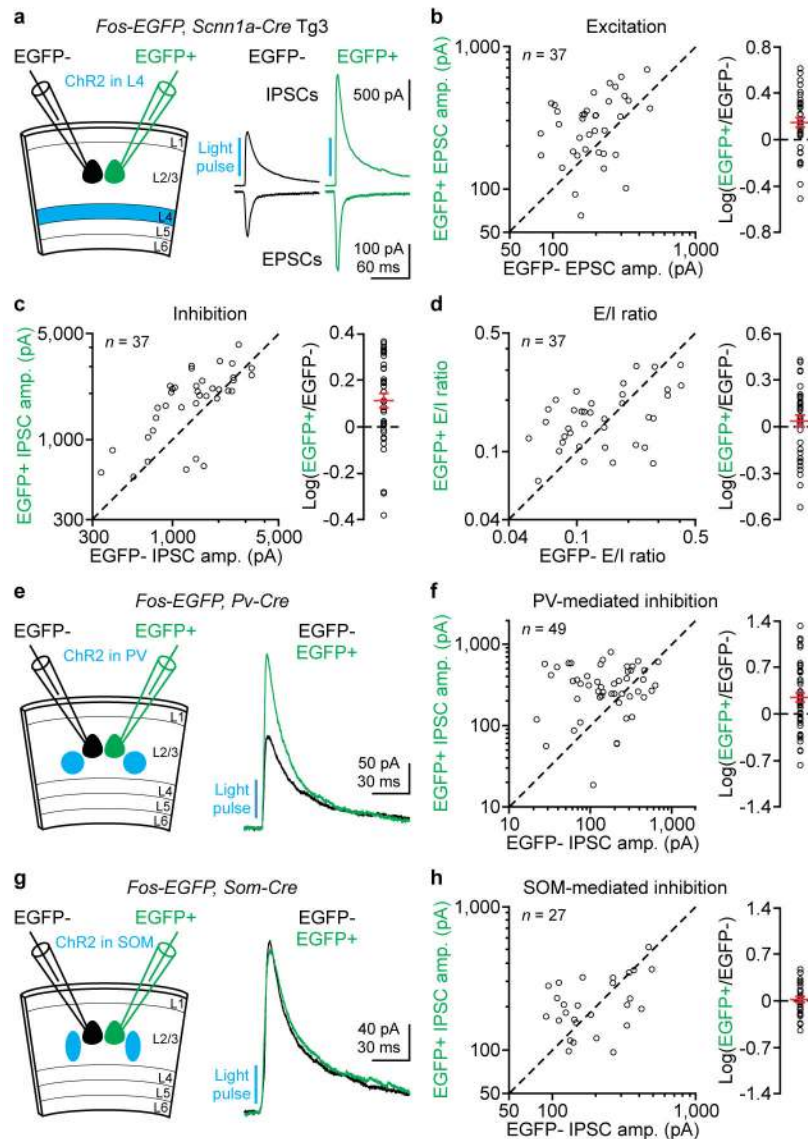 a
Fos-EGFP, Scnn1a-Cre Tg3
EGFP- EGFP+
ChR2 in L4
L1
L2/3
L4
L5
L6
EGFP- EGFP+
IPSCs
500 pA
Light
pulse
EPSCs
100 pA
60 ms
b
Excitation
n = 37
EGFP+ EPSC amp. (pA)
1,000
100
50
50 100 1,000
EGFP- EPSC amp. (pA)
Log(EGFP+/EGFP-)
0.8
0.4
0
-0.4
-0.8
c
Inhibition
n = 37
EGFP+ IPSC amp. (pA)
5,000
1,000
300
300 1,000 5,000
EGFP- IPSC amp. (pA)
Log(EGFP+/EGFP-)
0.4
0.2
0
-0.2
-0.4
d
E/I ratio
n = 37
EGFP+ E/I ratio
0.5
0.1
0.04
0.04 0.1 0.5
EGFP- E/I ratio
Log(EGFP+/EGFP-)
0.6
0.3
0
-0.3
-0.6
e
Fos-EGFP, Pv-Cre
EGFP- EGFP+
ChR2 in PV
L1
L2/3
L4
L5
L6
EGFP-
EGFP+
Light
pulse
50 pA
30 ms
f
PV-mediated inhibition
n = 49
EGFP+ IPSC amp. (pA)
1,000
100
10
10 100 1,000
EGFP- IPSC amp. (pA)
Log(EGFP+/EGFP-)
1.4
0.7
0
-0.7
-1.4
g
Fos-EGFP, Som-Cre
EGFP- EGFP+
ChR2 in SOM
L1
L2/3
L4
L5
L6
EGFP-
EGFP+
Light
pulse
40 pA
30 ms
h
SOM-mediated inhibition
n = 27
EGFP+ IPSC amp. (pA)
1,000
100
50
50 100 1,000
EGFP- IPSC amp. (pA)
Log(EGFP+/EGFP-)
1.4
0.7
0
-0.7
-1.4